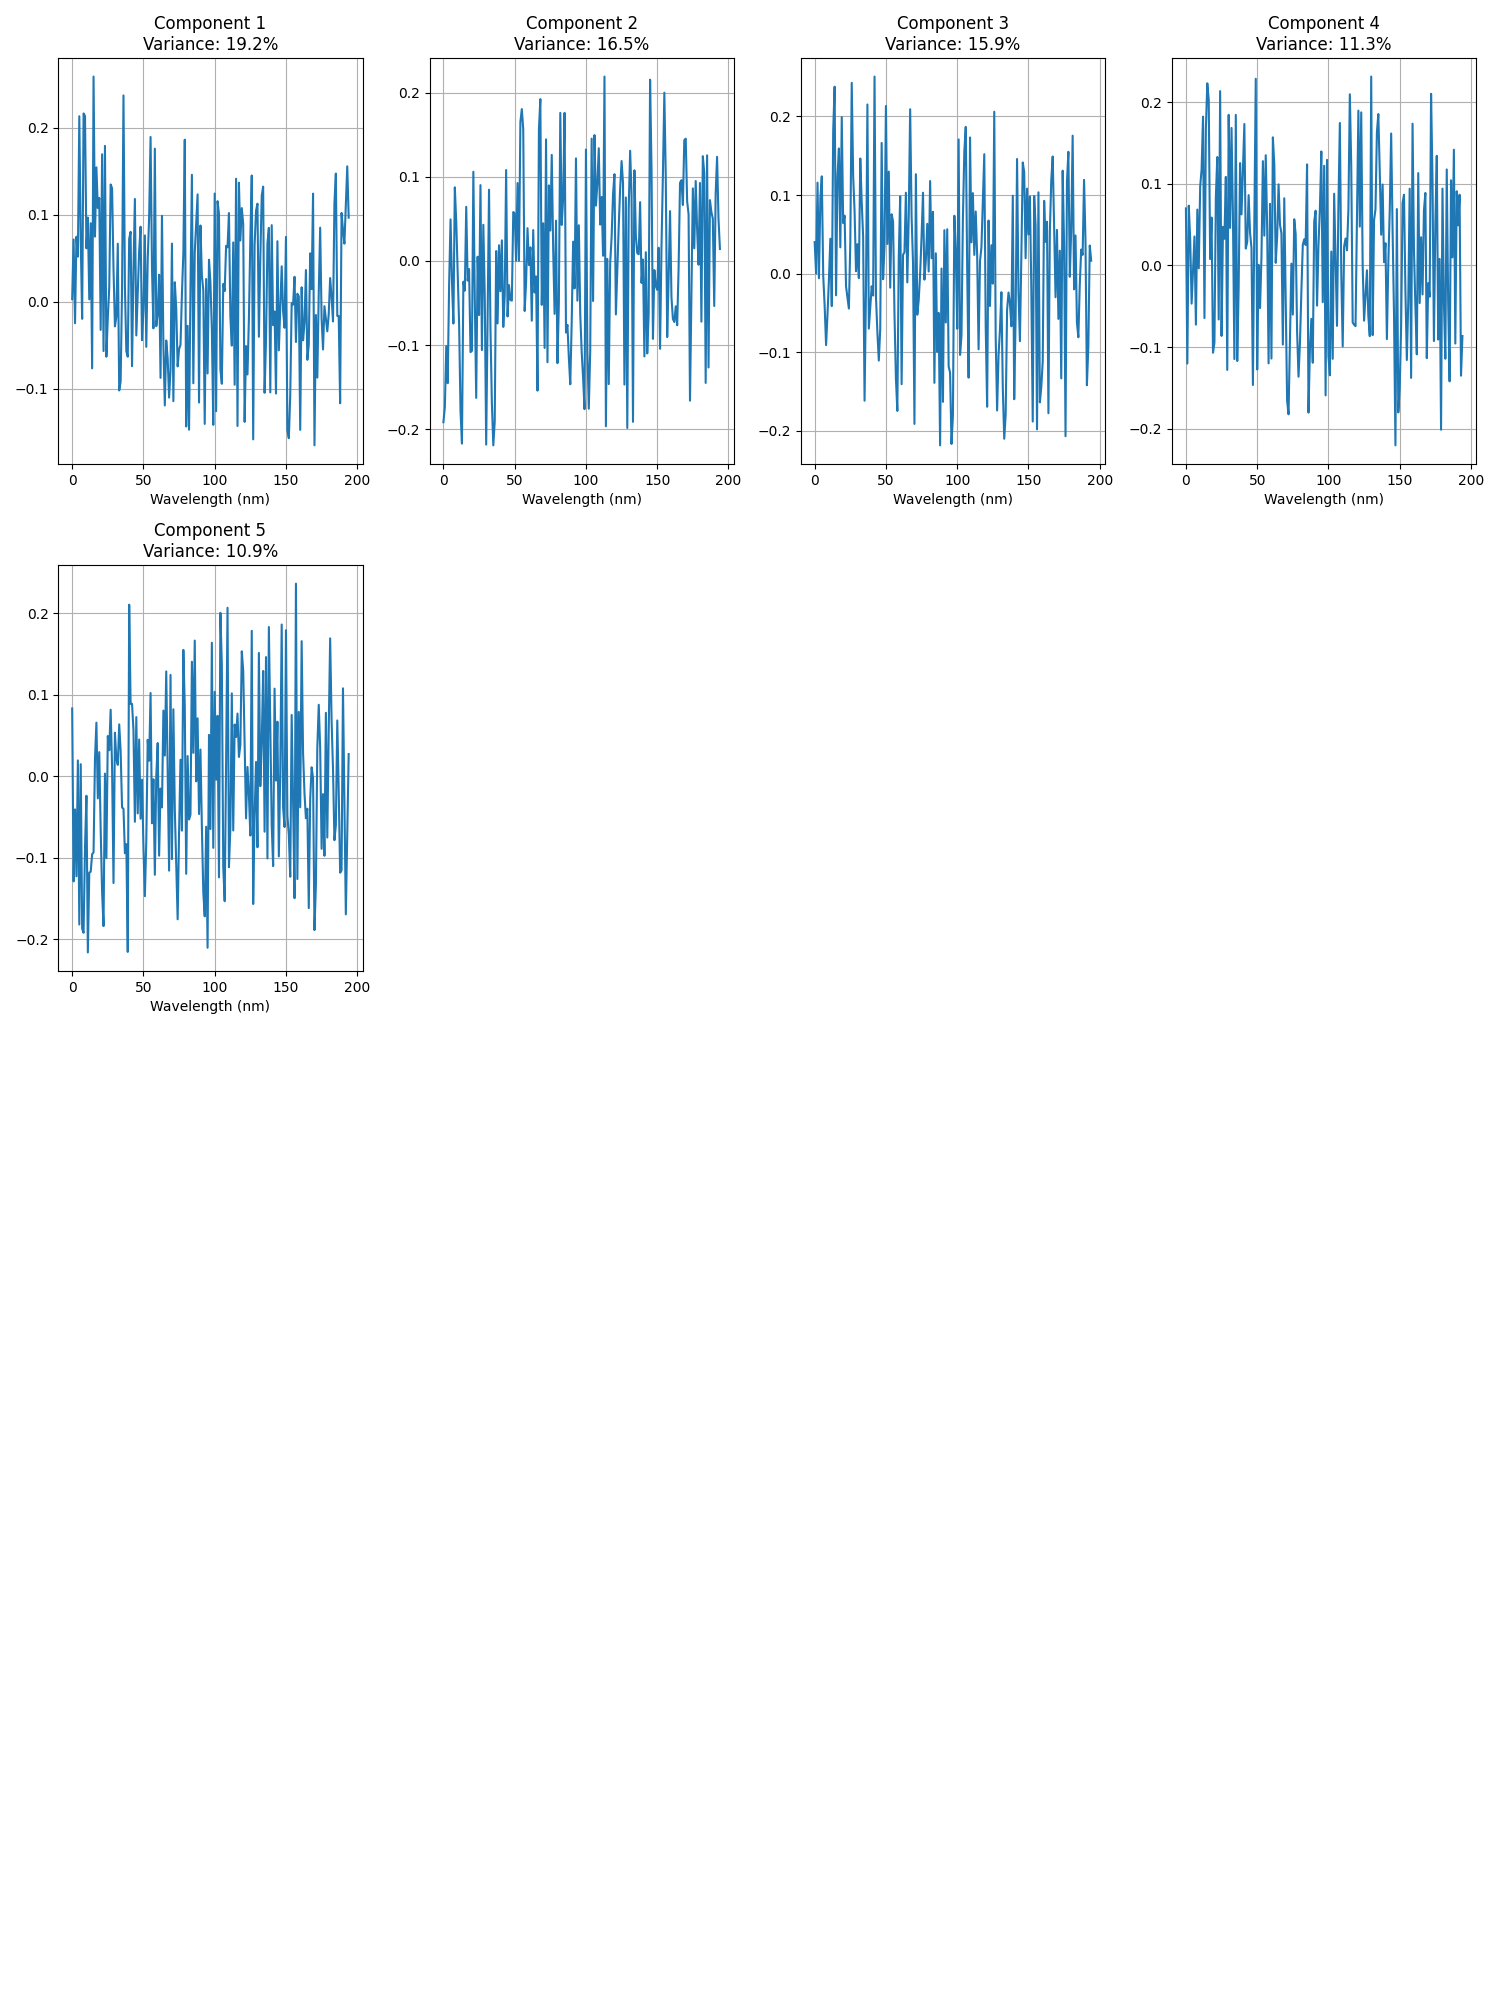 Component 1
Variance: 19.2%
0.2
0.1
0.0
−0.1
0 50 100 150 200
Wavelength (nm)
Component 2
Variance: 16.5%
0.2
0.1
0.0
−0.1
−0.2
0 50 100 150 200
Wavelength (nm)
Component 3
Variance: 15.9%
0.2
0.1
0.0
−0.1
−0.2
0 50 100 150 200
Wavelength (nm)
Component 4
Variance: 11.3%
0.2
0.1
0.0
−0.1
−0.2
0 50 100 150 200
Wavelength (nm)
Component 5
Variance: 10.9%
0.2
0.1
0.0
−0.1
−0.2
0 50 100 150 200
Wavelength (nm)